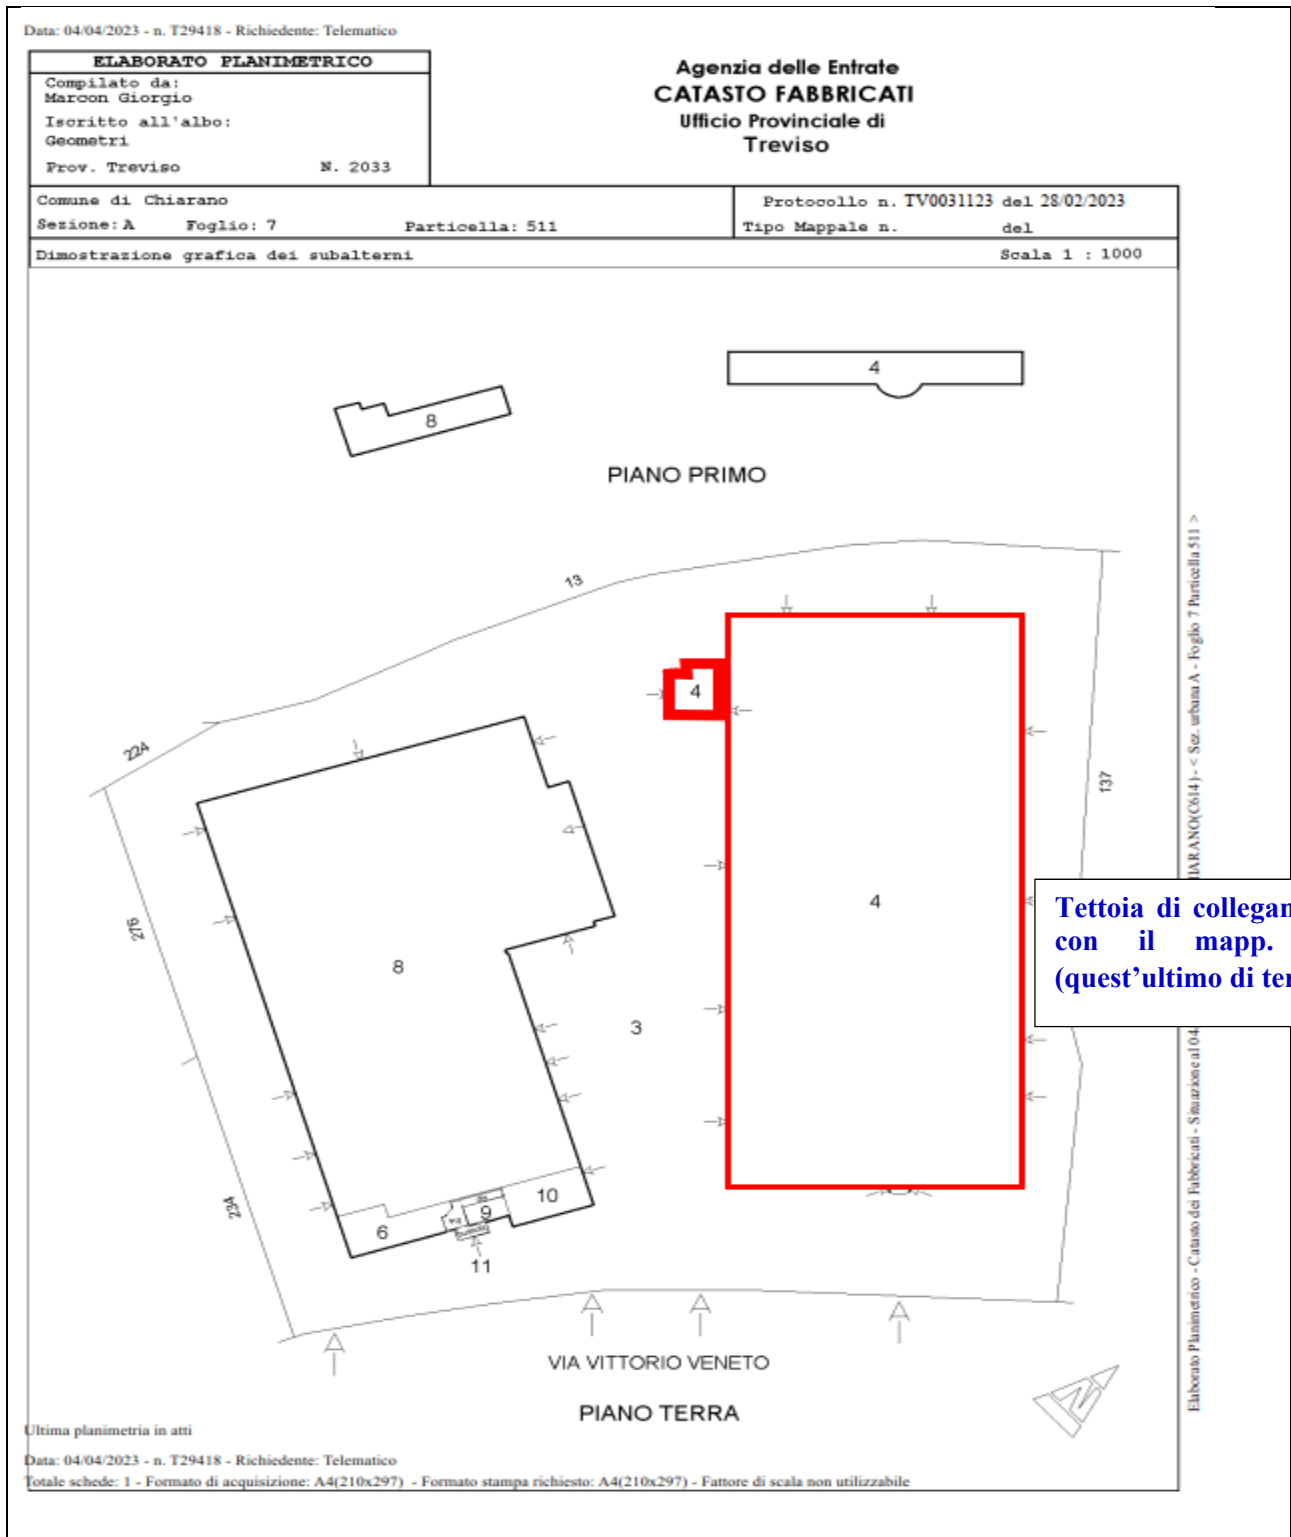 Data: 04/04/2023 - n. T29418 - Richiedente: Telematico
ELABORATO PLANIMETRICO
Compilato da:
Marcon Giorgio
Iscritto all'albo:
Geometri
Prov. Treviso N. 2033
Agenzia delle Entrate
CATASTO FABBRICATI
Ufficio Provinciale di
Treviso
Comune di Chiarano
Sezione: A Foglio: 7 Particella: 511
Protocollo n. TV0031123 del 28/02/2023
Tipo Mappale n. del
Dimostrazione grafica dei subalterni Scala 1 : 1000
4
8
PIANO PRIMO
13
224
4
137
276
4
8
3
Tettoia di collegan
con il mapp.
(quest'ultimo di ter
234
10
9
6
11
VIA VITTORIO VENETO
PIANO TERRA
N
Ultima planimetria in atti
Data: 04/04/2023 - n. T29418 - Richiedente: Telematico
Totale schede: 1 - Formato di acquisizione: A4(210x297) - Formato stampa richiesto: A4(210x297) - Fattore di scala non utilizzabile
Elaborato Planimetrico - Catasto dei Fabbricati - Situazione al 04 IARANO(C614) - < Sez. urbana A - Foglio 7 Particella 511 >